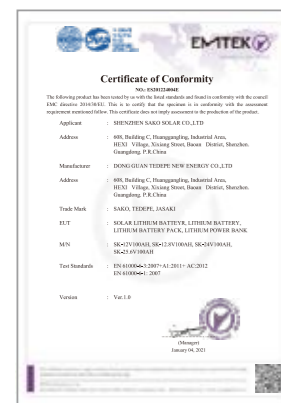 EMTEK
Certificate of Conformity
NO.: ES201224004E
The following product has been tested by us with the listed standards and found in conformity with the council
EMC directive 2014/30/EU. This is to certify that the specimen is in conformity with the assessment
requirement mentioned follow. This certificate does not imply assessment to the production of the product.
Applicant : SHENZHEN SAKO SOLAR CO.,LTD
Address : 608, Building C, Huanggangling, Industrial Area,
HEXI Village, Xixiang Street, Baoan District, Shenzhen.
Guangdong. P.R.China
Manufacturer : DONG GUAN TEDEPE NEW ENERGY CO.,LTD
Address : 608, Building C, Huanggangling, Industrial Area,
HEXI Village, Xixiang Street, Baoan District, Shenzhen.
Guangdong. P.R.China
Trade Mark : SAKO, TEDEPE, JASAKI
EUT : SOLAR LITHIUM BATTEYR, LITHIUM BATTERY,
LITHIUM BATTERY PACK, LITHIUM POWER BANK
M/N : SK-12V100AH, SK-12.8V100AH, SK-24V100AH,
SK-25.6V100AH
Test Standards : EN 61000-6-3:2007+A1:2011+ AC:2012
EN 61000-6-1: 2007
Version : Ver.1.0
(Manager)
January 04, 2021